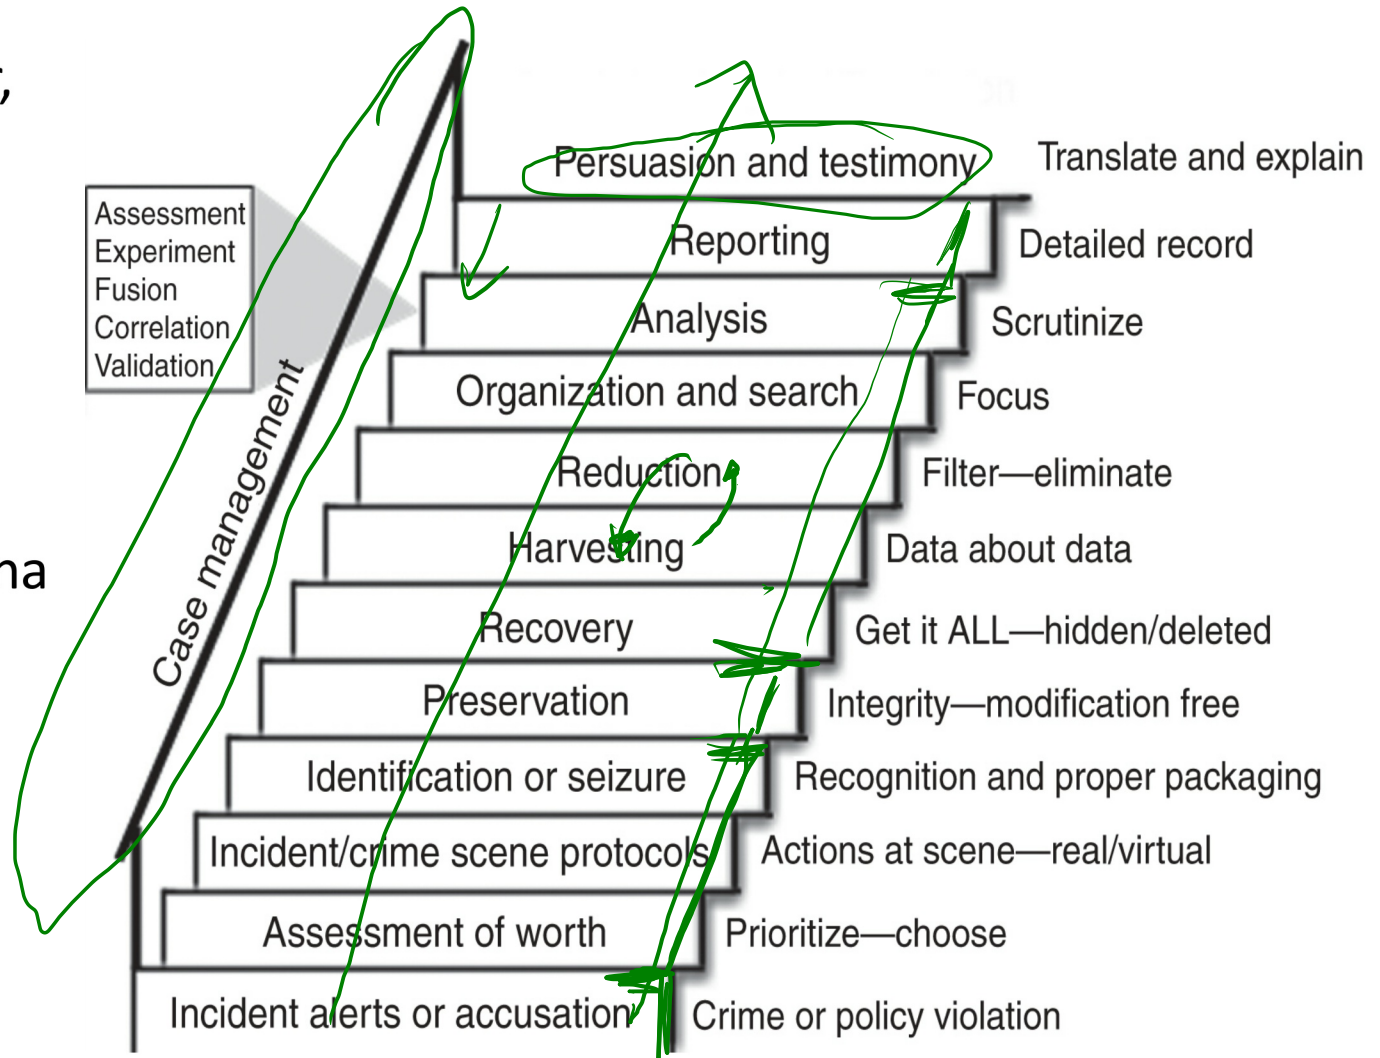 Persuasion and testimony Translate and explain
Reporting Detailed record
Assessment
Experiment
Fusion
Correlation
Validation
Analysis Scrutinize
Organization and search Focus
Reduction Filter—eliminate
Harvesting Data about data
Recovery Get it ALL—hidden/deleted
Preservation Integrity—modification free
Identification or seizure Recognition and proper packaging
Incident/crime scene protocols Actions at scene—real/virtual
Assessment of worth Prioritize—choose
Incident alerts or accusation Crime or policy violation
Case management
na